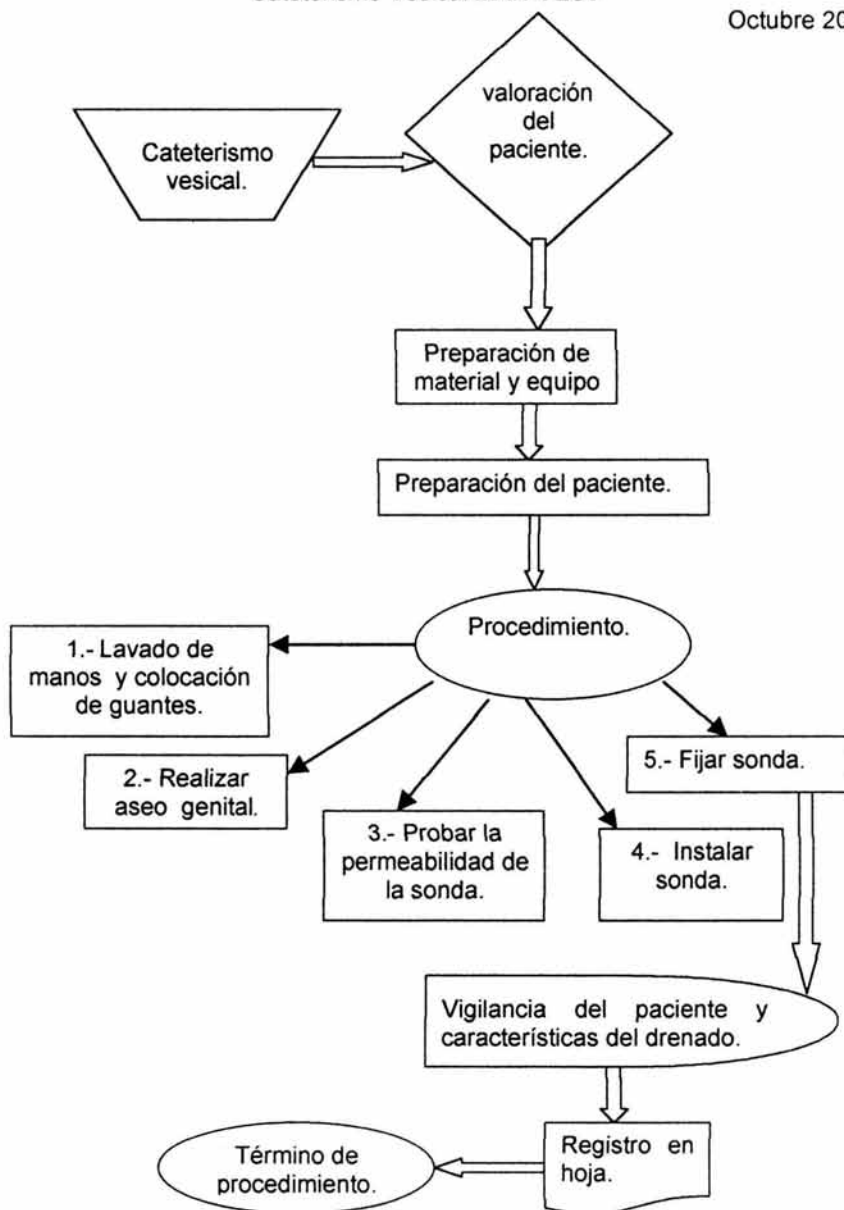 Octubre 20
valoración
del
paciente.
Cateterismo
vesical.
Preparación de
material y equipo
Preparación del paciente.
Procedimiento.
1.- Lavado de
manos y colocación
de guantes.
2.- Realizar
aseo genital.
3.- Probar la
permeabilidad de
la sonda.
4.- Instalar
sonda.
5.- Fijar sonda.
Vigilancia del paciente y
características del drenado.
Registro en
hoja.
Término de
procedimiento.